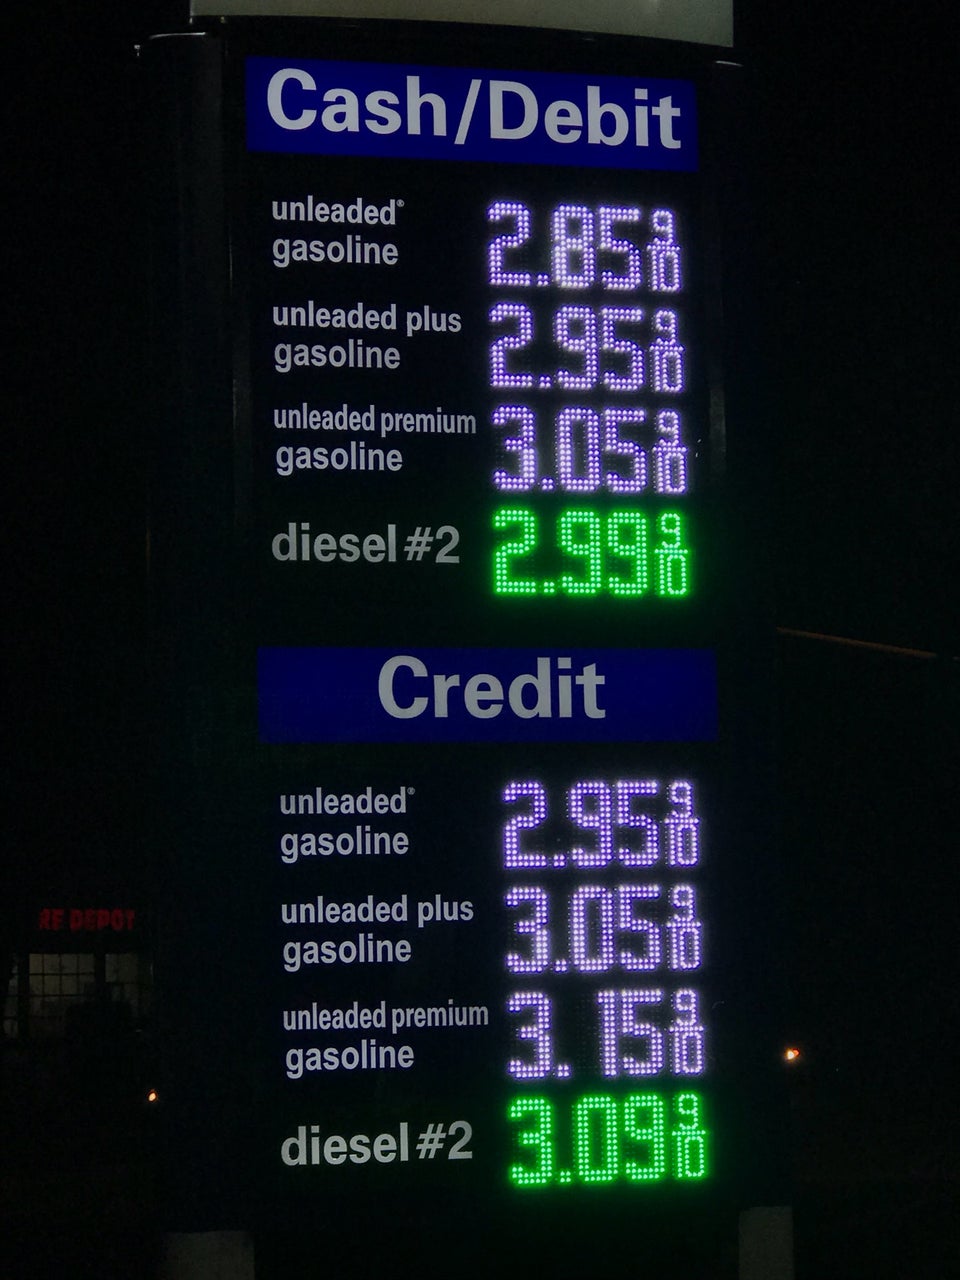 Cash/Debit
unleaded®
gasoline
2.85 9/10
unleaded plus
gasoline
2.95 9/10
unleaded premium
gasoline
3.05 9/10
diesel #2
2.99 9/10
Credit
unleaded®
gasoline
2.95 9/10
unleaded plus
gasoline
3.05 9/10
unleaded premium
gasoline
3.15 9/10
diesel #2
3.09 9/10
DEPOT